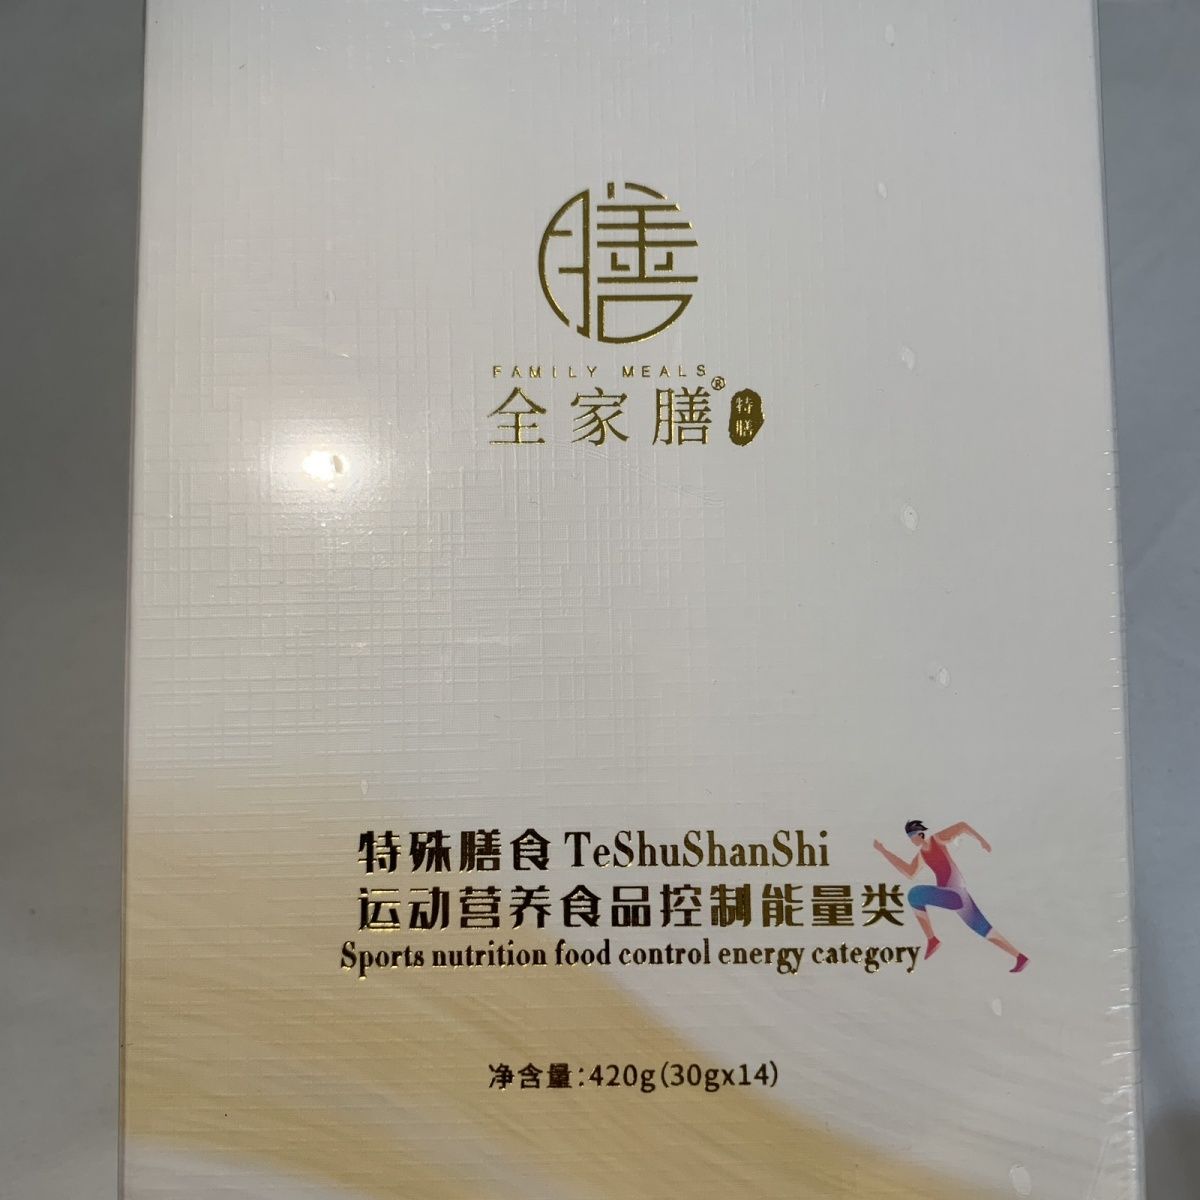 膳
FAMILY MEALS
全家膳® 特膳
特殊膳食 TeShuShanShi
运动营养食品控制能量类
Sports nutrition food control energy category
净含量:420g(30gx14)